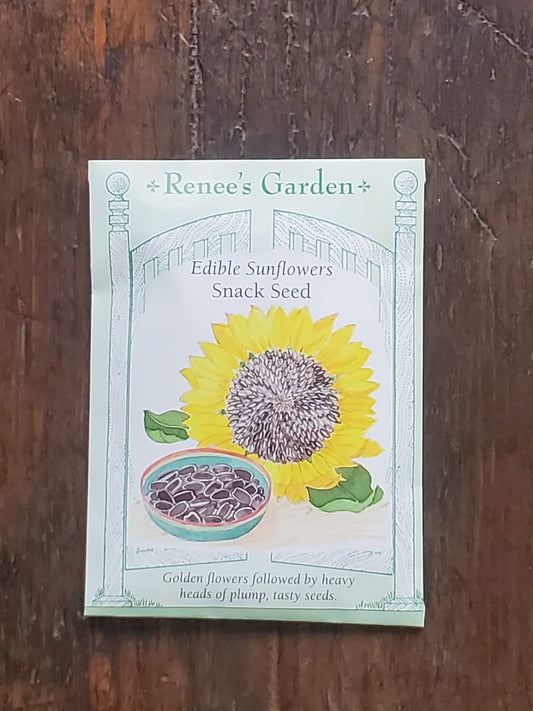 Renee's Garden
Edible Sunflowers
Snack Seed
Golden flowers followed by heavy
heads of plump, tasty seeds.